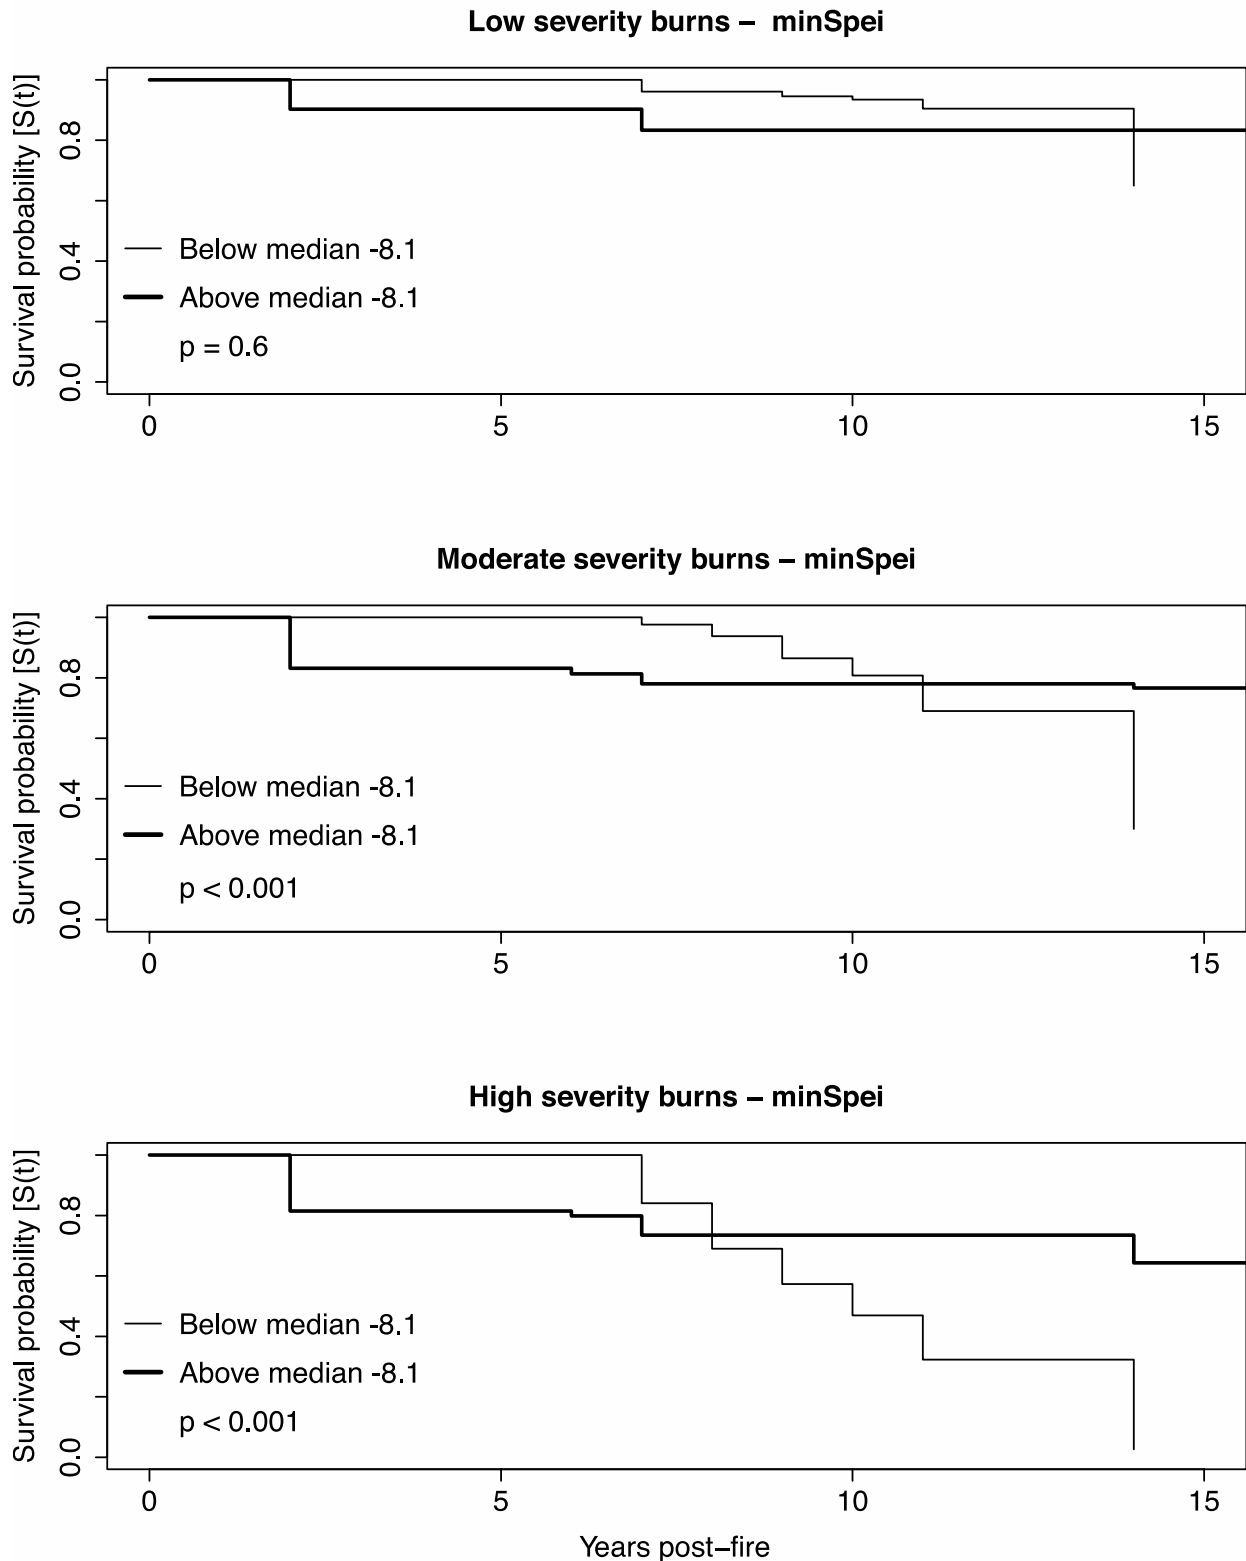 Low severity burns – minSpei
Survival probability [S(t)]
0.8
0.4
0.0
Below median -8.1
Above median -8.1
p = 0.6
0 5 10 15
Moderate severity burns – minSpei
Survival probability [S(t)]
0.8
0.4
0.0
Below median -8.1
Above median -8.1
p < 0.001
0 5 10 15
High severity burns – minSpei
Survival probability [S(t)]
0.8
0.4
0.0
Below median -8.1
Above median -8.1
p < 0.001
0 5 10 15
Years post–fire